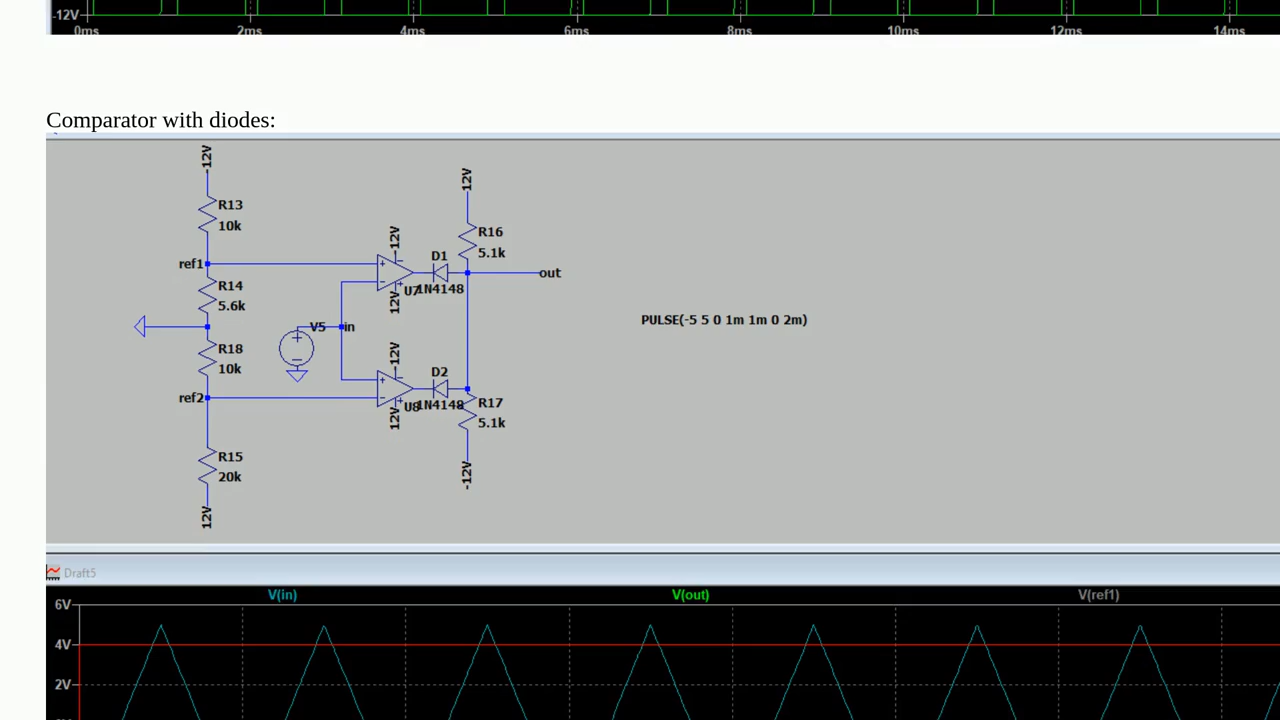 -12V
0ms 2ms 4ms 6ms 8ms 10ms 12ms 14ms
Comparator with diodes:
-12V
R13
10k
ref1
R14
5.6k
R18
10k
ref2
R15
20k
12V
V5
in
-12V
U7
12V
D1
1N4148
-12V
U8
12V
D2
1N4148
12V
R16
5.1k
out
R17
5.1k
-12V
PULSE(-5 5 0 1m 1m 0 2m)
Draft5
V(in) V(out) V(ref1)
6V
4V
2V